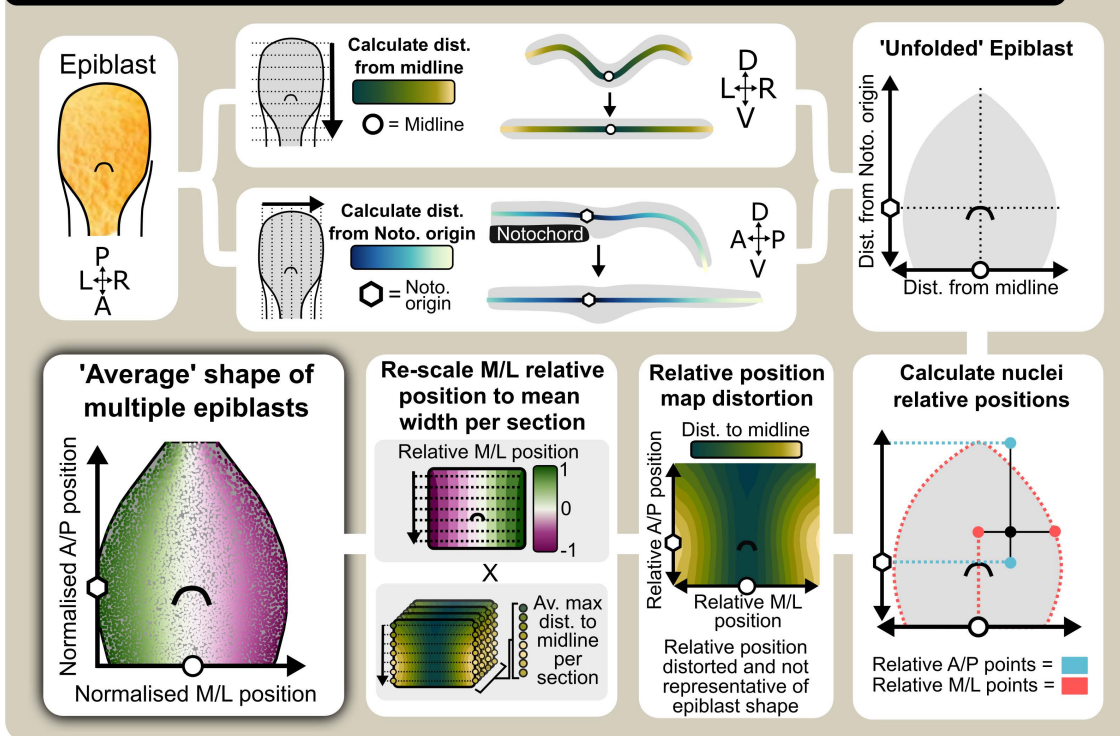 Epiblast
P
L R
A
Calculate dist.
from midline
= Midline
D
L R
V
Calculate dist.
from Noto. origin
= Noto.
origin
Notochord
D
A P
V
'Unfolded' Epiblast
Dist. from Noto. origin
Dist. from midline
'Average' shape of
multiple epiblasts
Normalised A/P position
Normalised M/L position
Re-scale M/L relative
position to mean
width per section
Relative M/L position
1
0
-1
X
Av. max
dist. to
midline
per
section
Relative position
map distortion
Dist. to midline
Relative A/P position
Relative M/L
position
Relative position
distorted and not
representative of
epiblast shape
Calculate nuclei
relative positions
Relative A/P points =
Relative M/L points =